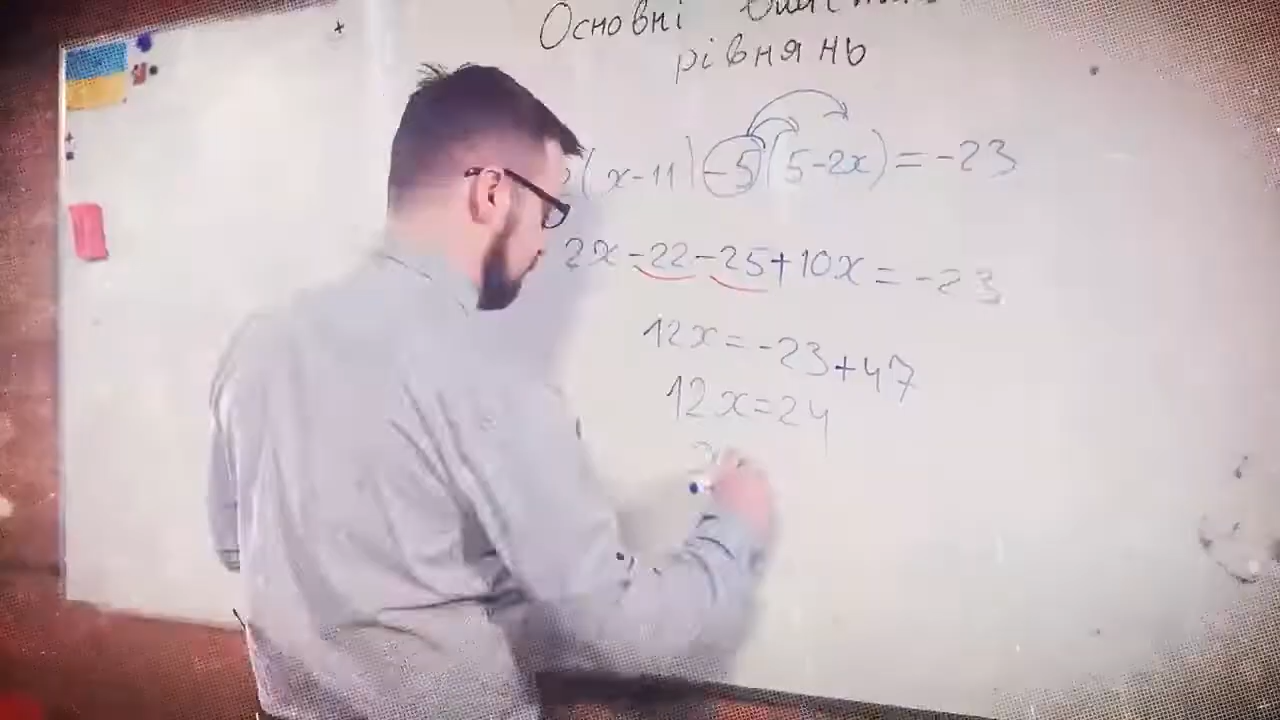 Основні
рівнянь
2(x-11)-5(5-2x)=-23
2x-22-25+10x=-23
12x=-23+47
12x=24